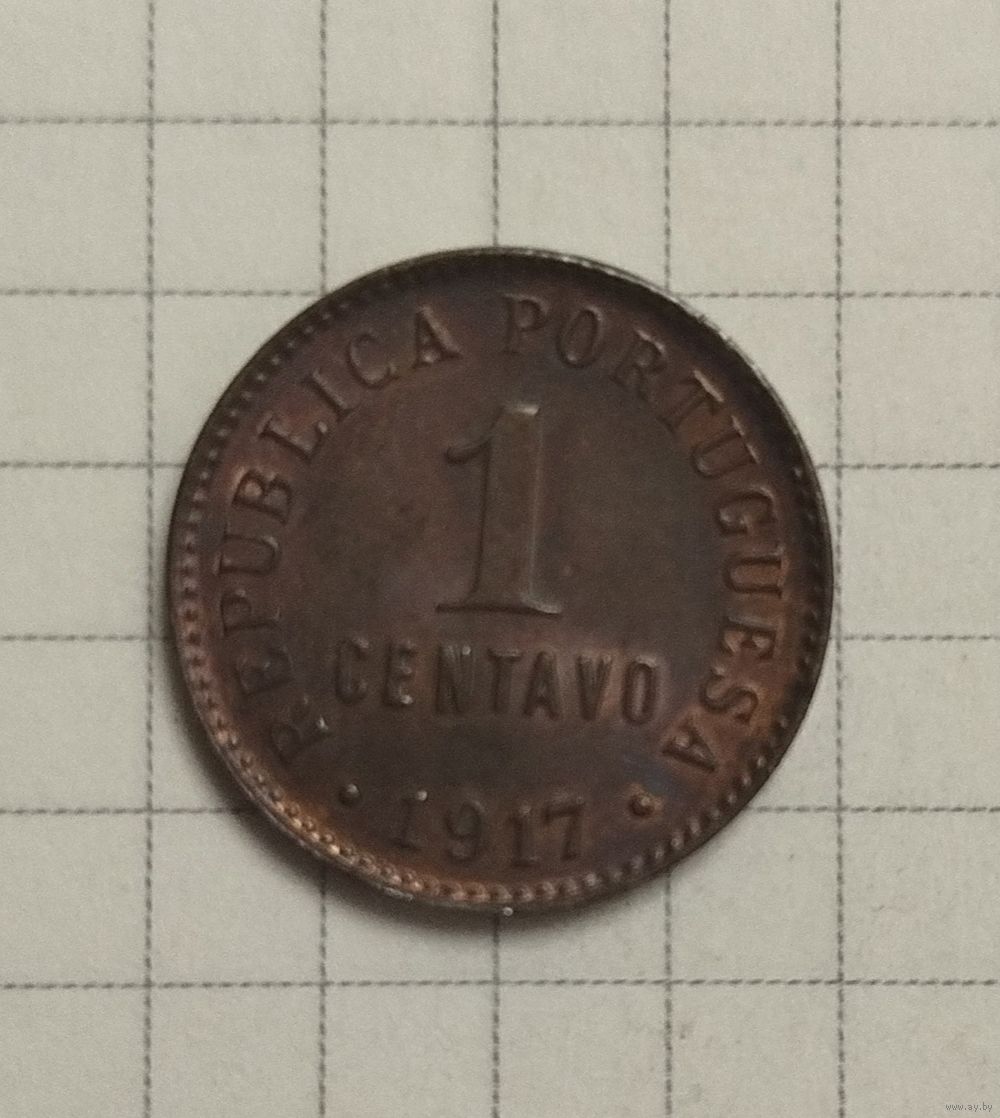 REPUBLICA PORTUGUESA
1
CENTAVO
• 1917 •
www.ay.by